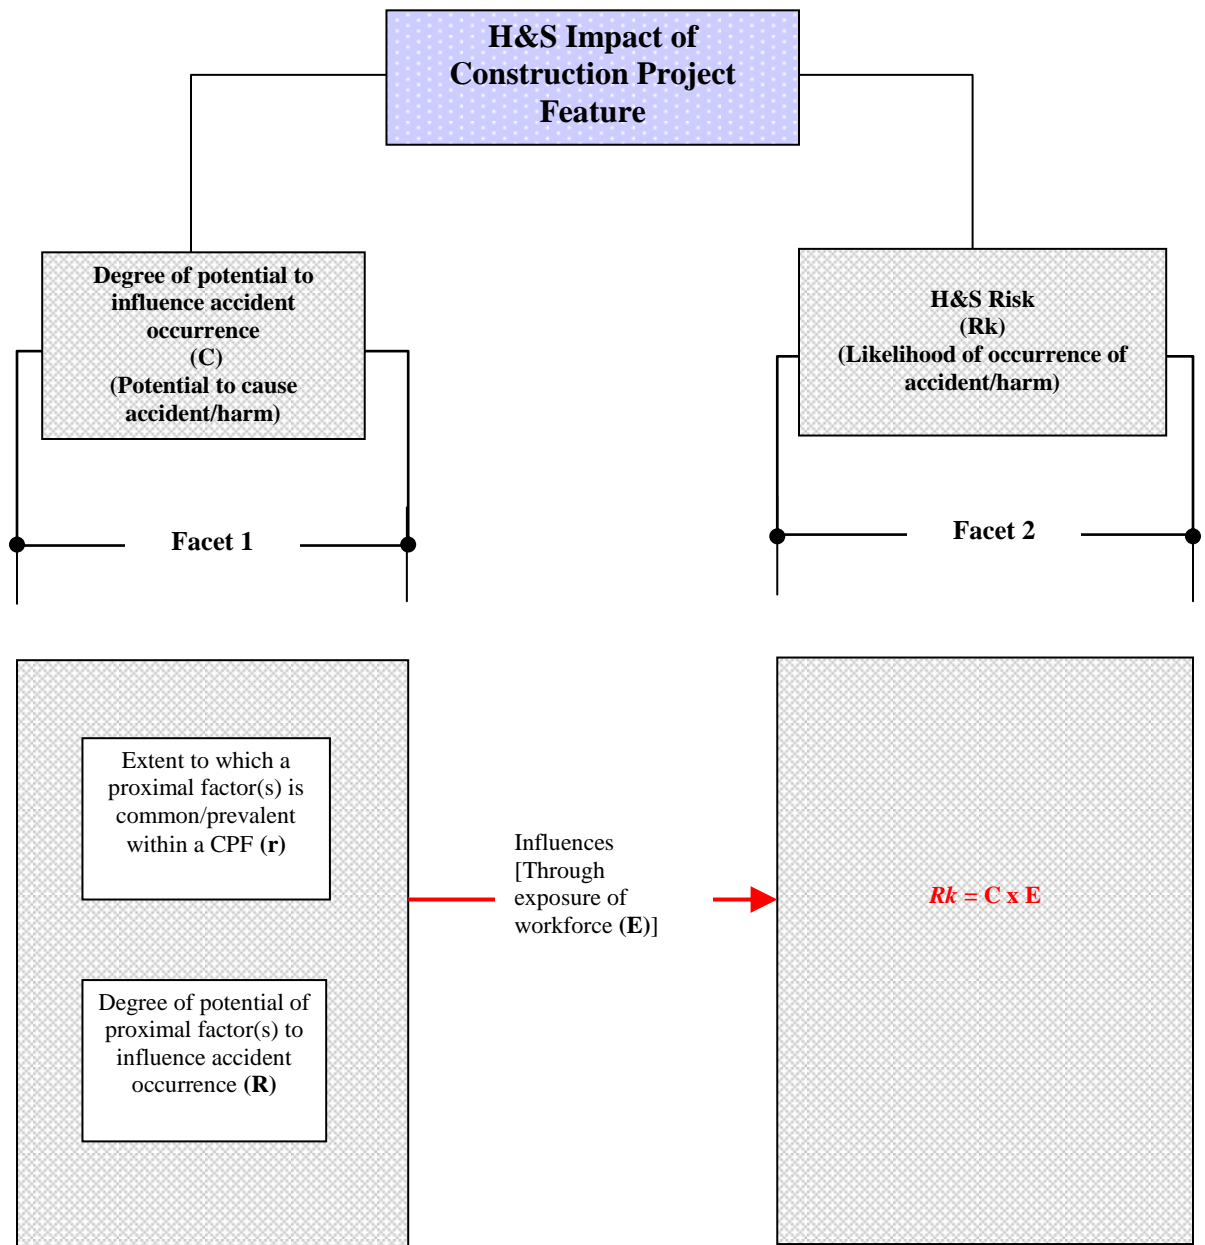 H&S Impact of
Construction Project
Feature
Degree of potential to
influence accident
occurrence
(C)
(Potential to cause
accident/harm)
H&S Risk
(Rk)
(Likelihood of occurrence of
accident/harm)
Facet 1
Facet 2
Extent to which a
proximal factor(s) is
common/prevalent
within a CPF (r)
Influences
[Through
exposure of
workforce (E)]
Rk = C x E
Degree of potential of
proximal factor(s) to
influence accident
occurrence (R)